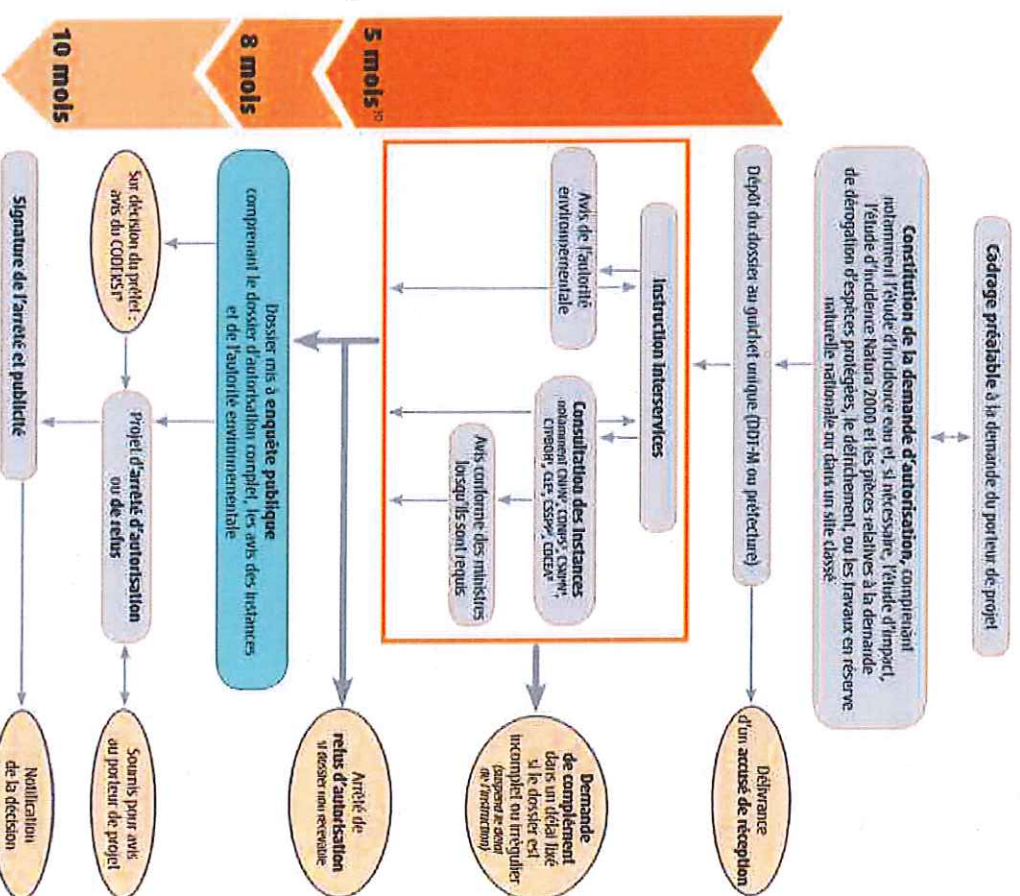 Cadrage préalable à la demande du porteur de projet
Constitution de la demande d'autorisation, comprenant
notamment l'étude d'incidence eau et, si nécessaire, l'étude d'impact,
l'étude d'incidence Natura 2000 et les pièces relatives à la demande
de dérogation d'espèces protégées, le défrichement, ou les travaux en réserve
naturelle nationale ou dans un site classé
Dépôt du dossier au guichet unique (DDT-M ou préfecture)
Délivrance
d'un accusé de réception
5 mois
Instruction interservices
Avis de l'autorité
environnementale
Consultation des instances
notamment
Avis conforme des ministres
lorsqu'ils sont requis
Demande
de complément
dans un délai fixé
si le dossier est
incomplet ou irrégulier
(suspend le délai
de l'instruction)
Arrêté de
refus d'autorisation
si dossier non recevable
8 mois
Dossier mis à enquête publique
comprenant le dossier d'autorisation complet, les avis des instances
et de l'autorité environnementale
10 mois
Sur décision du préfet :
avis du
Projet d'arrêté d'autorisation
ou de refus
Soumis pour avis
au porteur de projet
Signature de l'arrêté et publicité
Notification
de la décision